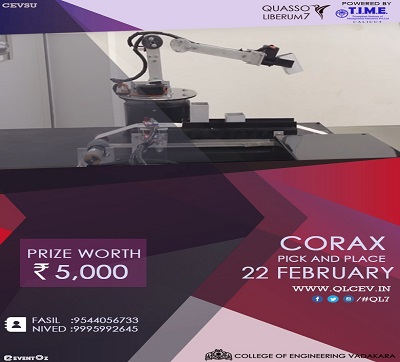 CEVSU
QUASSO
LIBERUM7
POWERED BY
T.I.M.E.
CALICUT
PRIZE WORTH
₹ 5,000
CORAX
PICK AND PLACE
22 FEBRUARY
WWW.QLCEV.IN
/#QL7
FASIL :9544056733
NIVED :9995992645
EVENTOZ
COLLEGE OF ENGINEERING VADAKARA